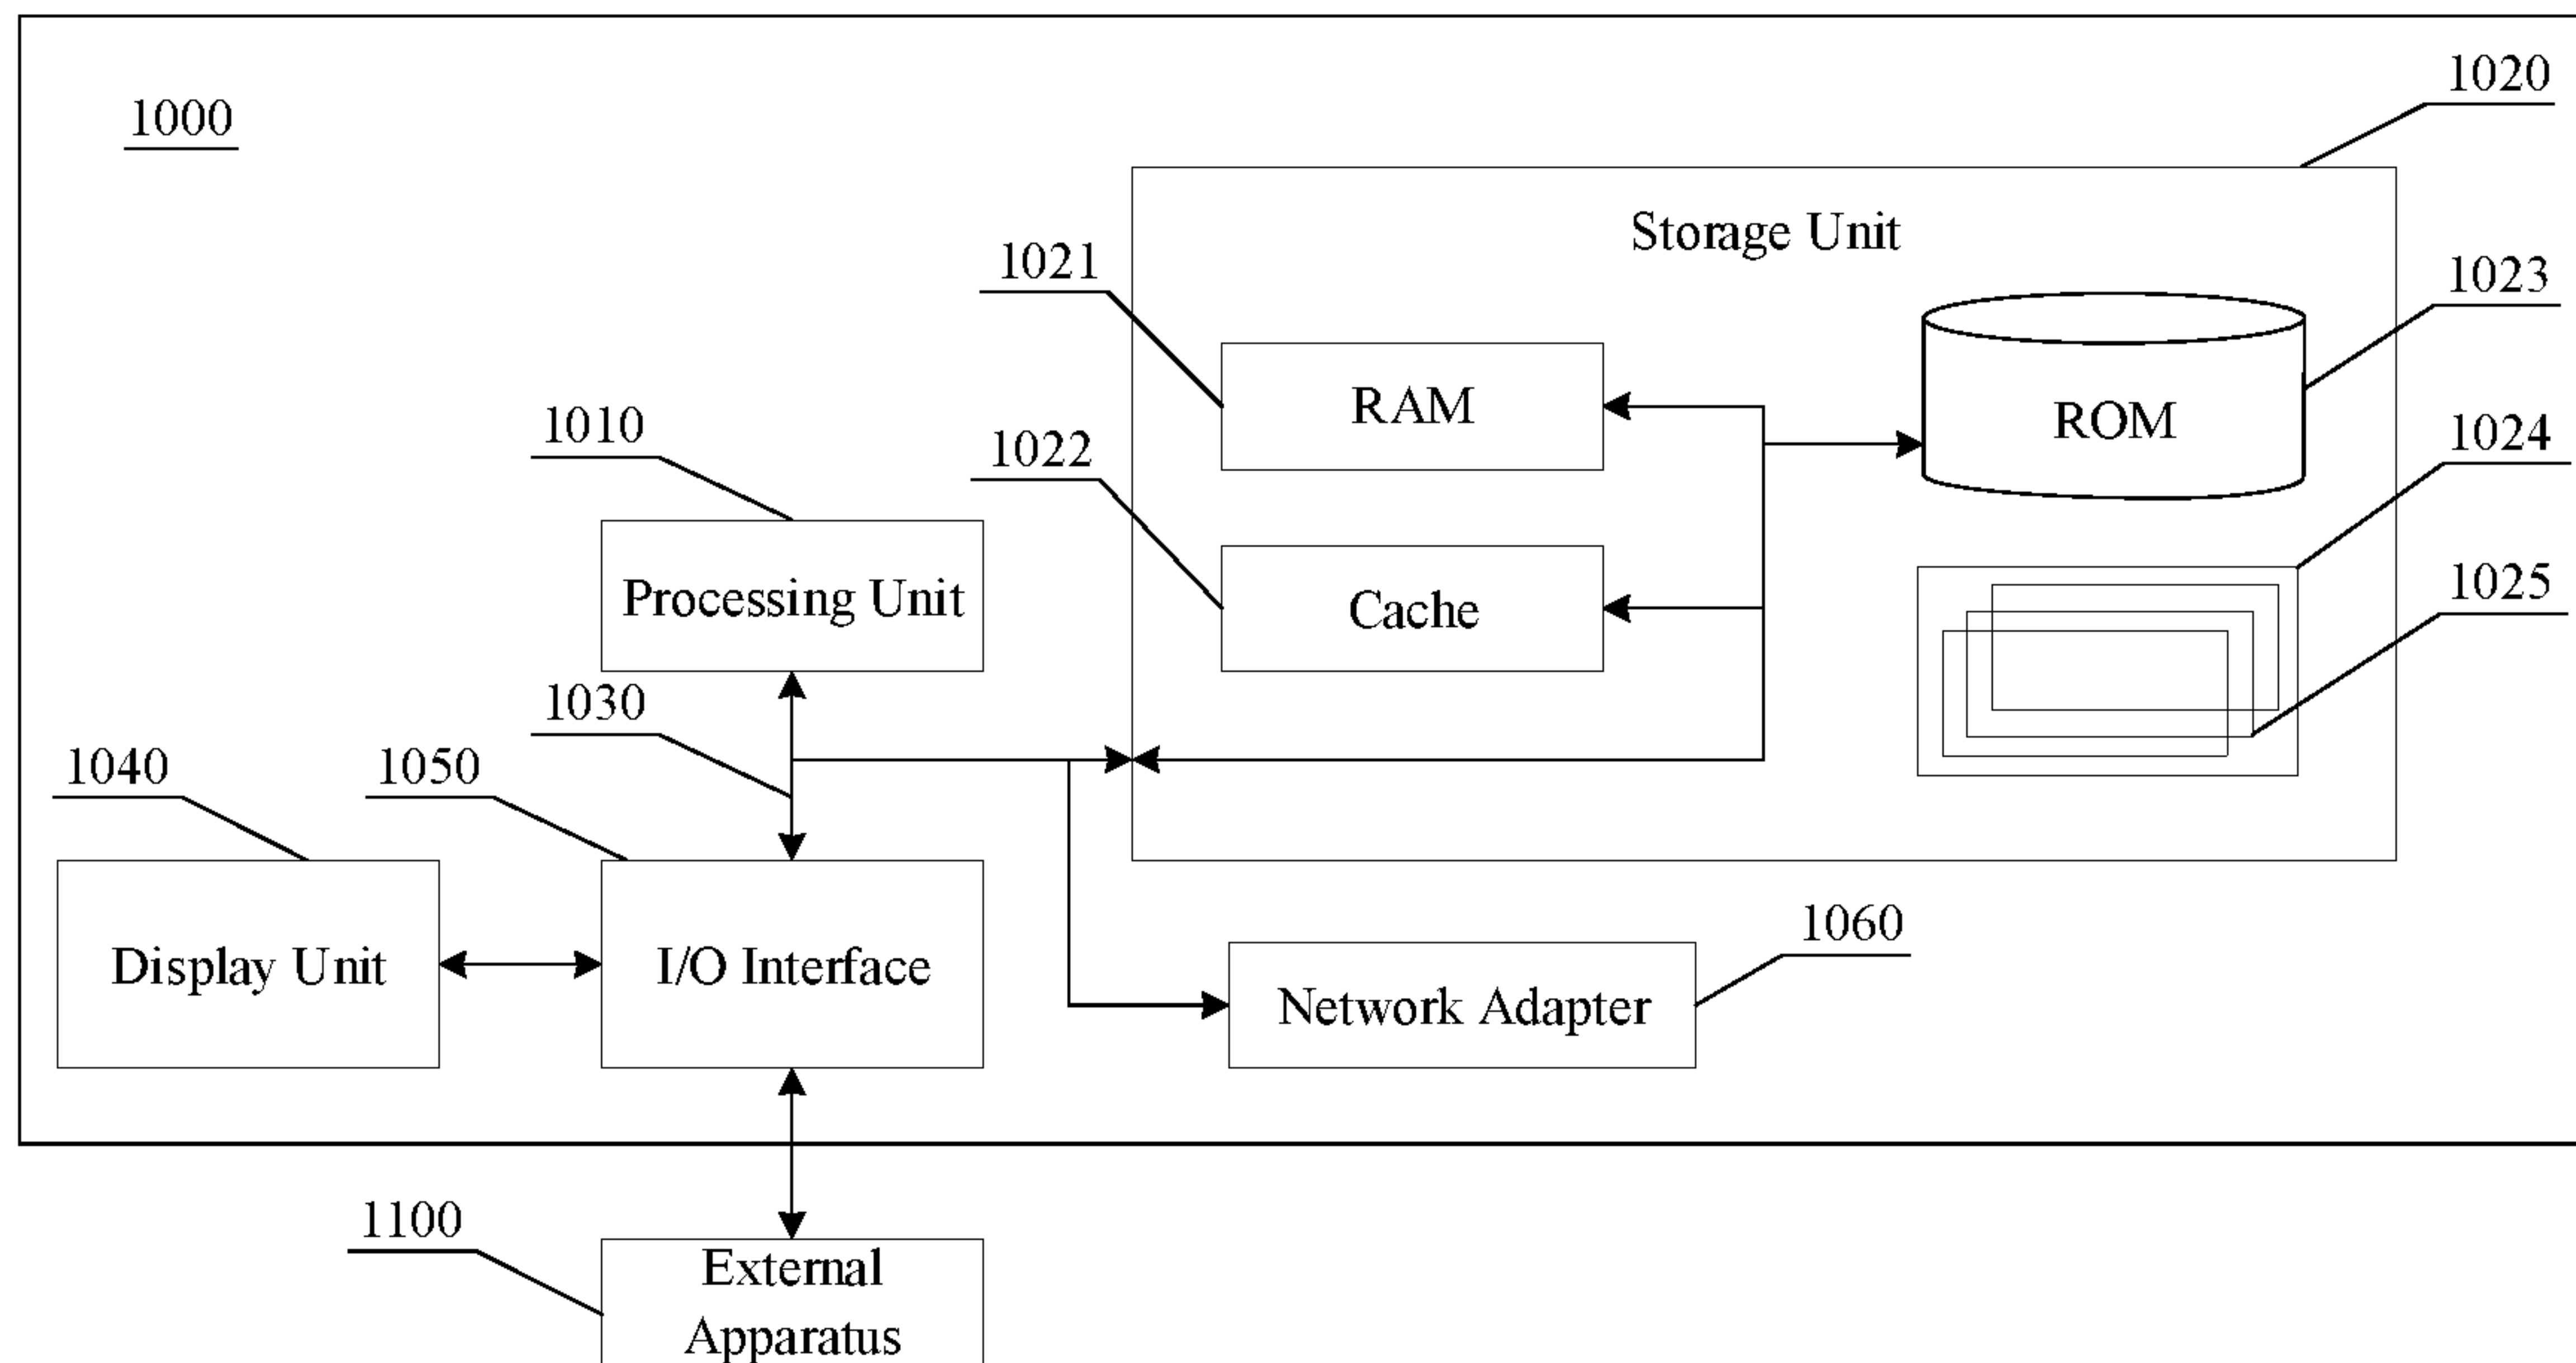 1000
1020
Storage Unit
1021
1023
RAM
ROM
1010
1022
1024
Processing Unit
Cache
1025
1030
1040
1050
Display Unit
I/O Interface
1060
Network Adapter
1100
External
Apparatus